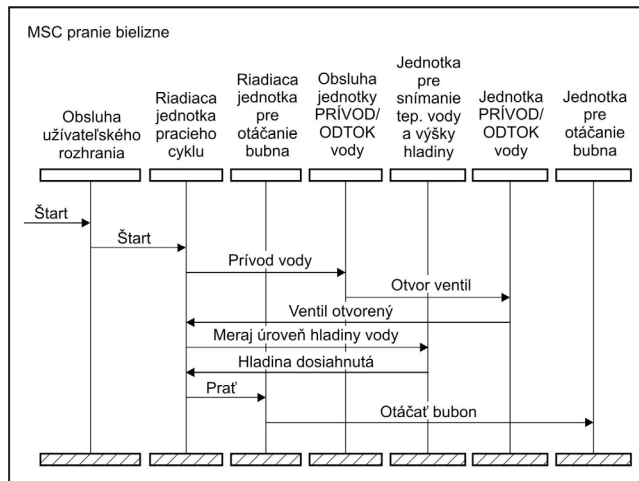 MSC pranie bielizne
Obsluha
užívateľského
rozhrania
Riadiaca
jednotka
pracieho
cyklu
Riadiaca
jednotka
pre
otáčanie
bubna
Obsluha
jednotky
PRÍVOD/
ODTOK
vody
Jednotka
pre
snímanie
tep. vody
a výšky
hladiny
Jednotka
PRÍVOD/
ODTOK
vody
Jednotka
pre
otáčanie
bubna
Štart
Štart
Prívod vody
Otvor ventil
Ventil otvorený
Meraj úroveň hladiny vody
Hladina dosiahnutá
Prať
Otáčať bubon